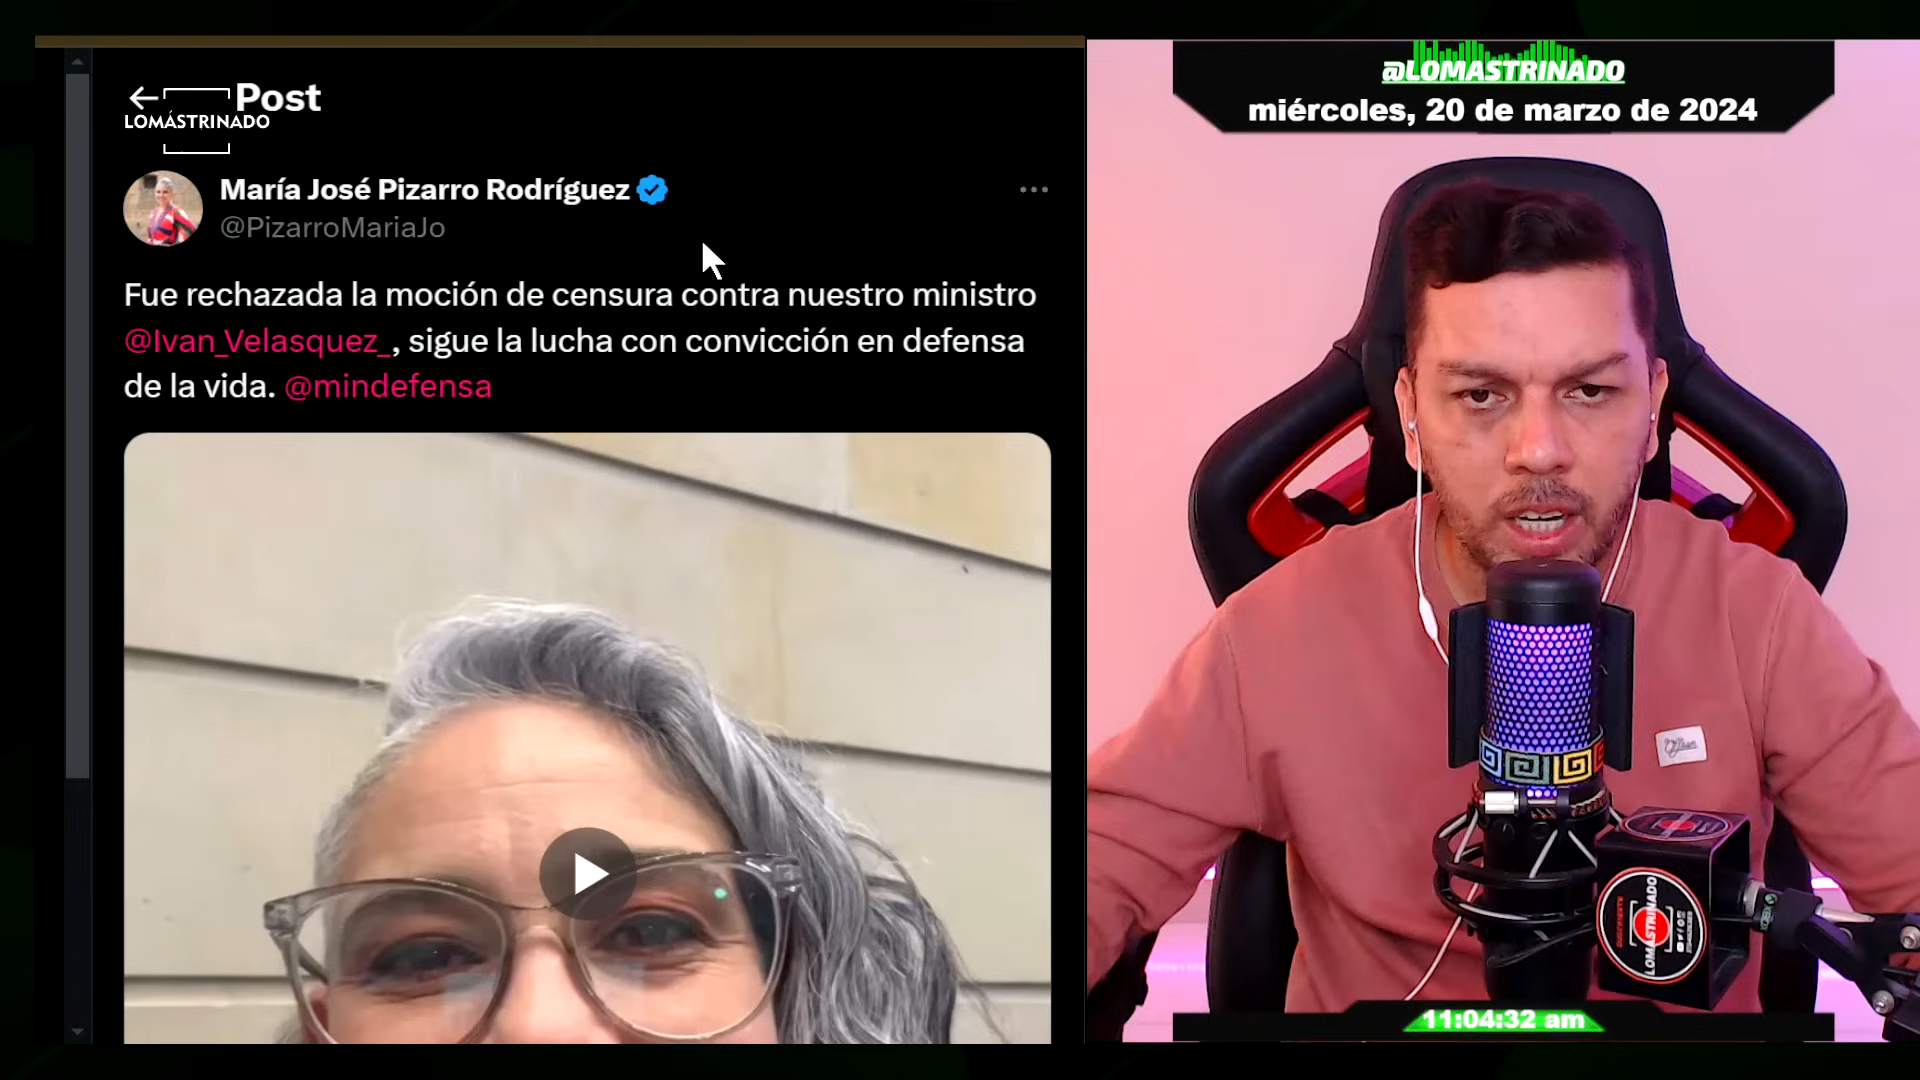 Post
LOMÁSTRINADO
María José Pizarro Rodríguez
@PizarroMariaJo
Fue rechazada la moción de censura contra nuestro ministro
@Ivan_Velasquez_, sigue la lucha con convicción en defensa
de la vida. @mindefensa
@LOMASTRINADO
miércoles, 20 de marzo de 2024
LOMASTRINADO
11:04:32 am